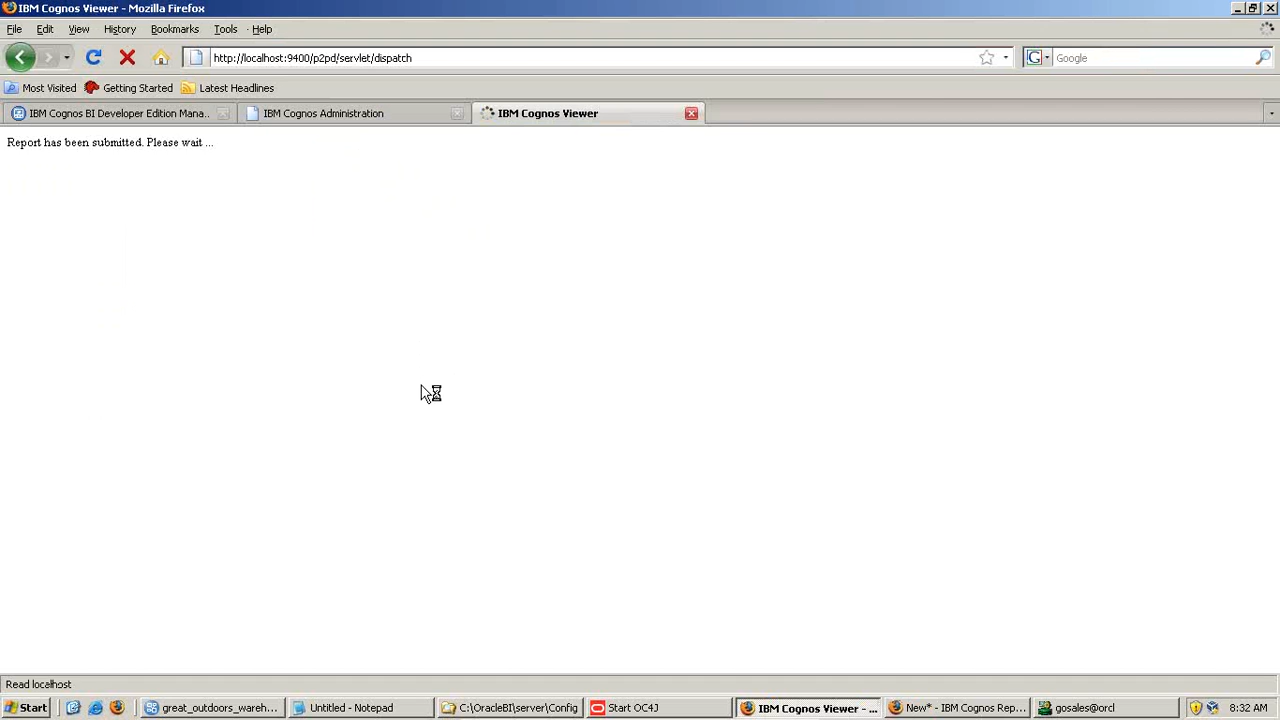 IBM Cognos Viewer - Mozilla Firefox
File Edit View History Bookmarks Tools Help
http://localhost:9400/p2pd/servlet/dispatch
Google
Most Visited Getting Started Latest Headlines
IBM Cognos BI Developer Edition Mana... IBM Cognos Administration IBM Cognos Viewer
Report has been submitted. Please wait ...
Read localhost
Start great_outdoors_wareh... Untitled - Notepad C:\OracleBI\server\Config Start OC4J IBM Cognos Viewer - ... New* - IBM Cognos Rep... gosales@orcl 8:32 AM